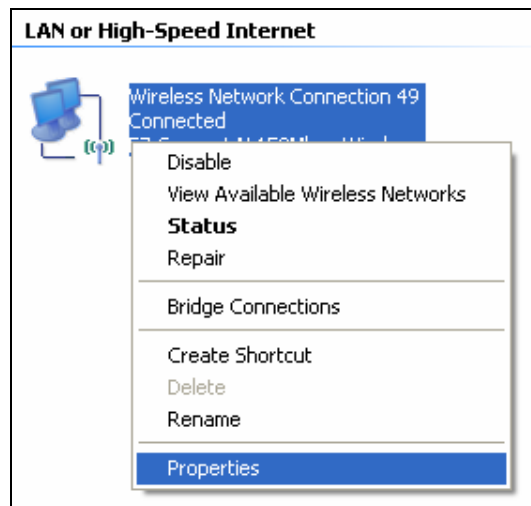 LAN or High-Speed Internet
Wireless Network Connection 49
Connected
Disable
View Available Wireless Networks
Status
Repair
Bridge Connections
Create Shortcut
Delete
Rename
Properties